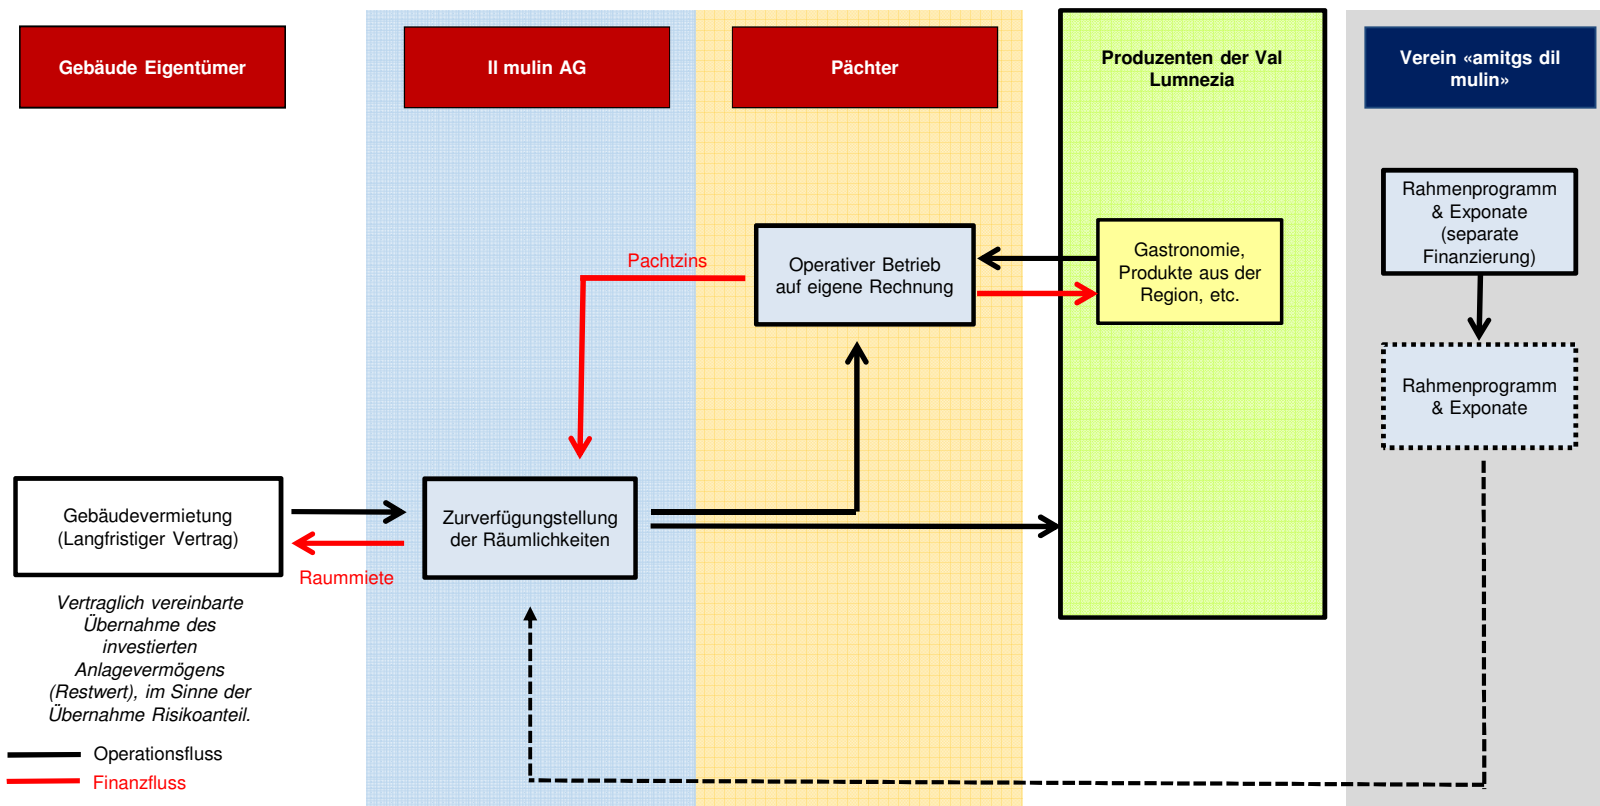 Gebäude Eigentümer
Il mulin AG
Pächter
Produzenten der Val
Lumnezia
Verein «amitgs dil
mulin»
Rahmenprogramm
& Exponate
(separate
Finanzierung)
Pachtzins
Operativer Betrieb
auf eigene Rechnung
Gastronomie,
Produkte aus der
Region, etc.
Rahmenprogramm
& Exponate
Gebäudevermietung
(Langfristiger Vertrag)
Zurverfügungstellung
der Räumlichkeiten
Raummiete
Vertraglich vereinbarte
Übernahme des
investierten
Anlagevermögens
(Restwert), im Sinne der
Übernahme Risikoanteil.
Operationsfluss
Finanzfluss